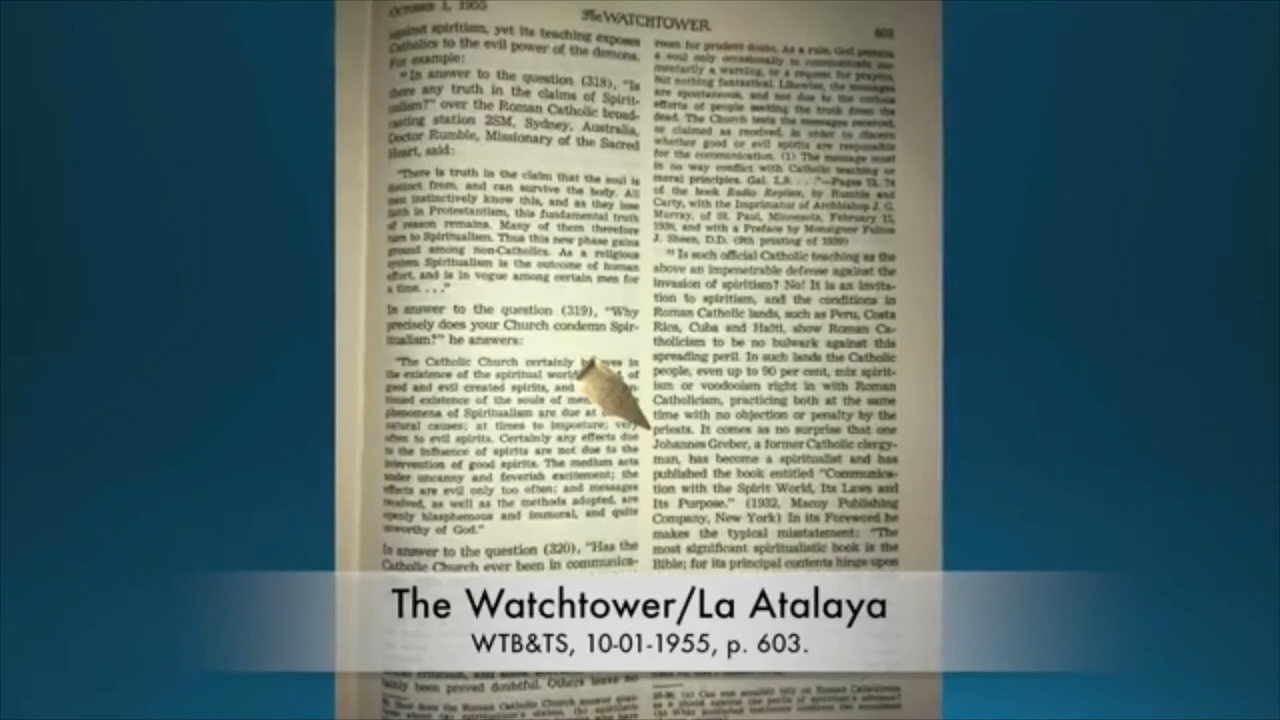 OCTOBER 1, 1955
The WATCHTOWER
603
against spiritism, yet its teaching exposes
Catholics to the evil power of the demons.
For example:
"In answer to the question (318), "Is
there any truth in the claims of Spirit-
ualism?" over the Roman Catholic broad-
casting station 2SM, Sydney, Australia,
Doctor Rumble, Missionary of the Sacred
Heart, said:
"There is truth in the claim that the soul is
distinct from, and can survive the body. All
men instinctively know this, and as they lose
faith in Protestantism, this fundamental truth
of reason remains. Many of them therefore
turn to Spiritualism. Thus this new phase gains
ground among non-Catholics. As a religious
system Spiritualism is the outcome of human
effort, and is in vogue among certain men for
a time. . . ."
In answer to the question (319), "Why
precisely does your Church condemn Spir-
itualism?" he answers:
"The Catholic Church certainly believes in
the existence of the spiritual world of
good and evil created spirits, and
tinued existence of the souls of men
phenomena of Spiritualism are due at
natural causes; at times to imposture; very
often to evil spirits. Certainly any effects due
to the influence of spirits are not due to the
intervention of good spirits. The medium acts
under uncanny and feverish excitement; the
effects are evil only too often; and messages
received, as well as the methods adopted, are
openly blasphemous and immoral, and quite
unworthy of God."
In answer to the question (320), "Has the
Catholic Church ever been in communica-
criticism, and some
tainly been proved doubtful. Others leave no
room for prudent doubts. As a rule, God permits
a soul only occasionally to communicate mo-
mentarily a warning, or a request for prayers,
but nothing fantastical. Likewise, the messages
are spontaneous, and not due to the curious
efforts of people seeking the truth from the
dead. The Church tests the messages received,
or claimed as received, in order to discern
whether good or evil spirits are responsible
for the communication. (1) The message must
in no way conflict with Catholic teaching or
moral principles. Gal. 1,8 . . . ."—Pages 73, 74
of the book Radio Replies, by Rumble and
Carty, with the Imprimatur of Archbishop J. G.
Murray, of St. Paul, Minnesota, February 11,
1938, and with a Preface by Monsignor Fulton
J. Sheen, D.D. (9th printing of 1939)
Is such official Catholic teaching as the
above an impenetrable defense against the
invasion of spiritism? No! It is an invita-
tion to spiritism, and the conditions in
Roman Catholic lands, such as Peru, Costa
Rica, Cuba and Haiti, show Roman Ca-
tholicism to be no bulwark against this
spreading peril. In such lands the Catholic
people, even up to 90 per cent, mix spirit-
ism or voodooism right in with Roman
Catholicism, practicing both at the same
time with no objection or penalty by the
priests. It comes as no surprise that one
Johannes Greber, a former Catholic clergy-
man, has become a spiritualist and has
published the book entitled "Communica-
tion with the Spirit World, Its Laws and
Its Purpose." (1932, Macoy Publishing
Company, New York) In its Foreword he
makes the typical misstatement: "The
most significant spiritualistic book is the
Bible; for its principal contents hinge upon
The Watchtower/La Atalaya
WTB&TS, 10-01-1955, p. 603.